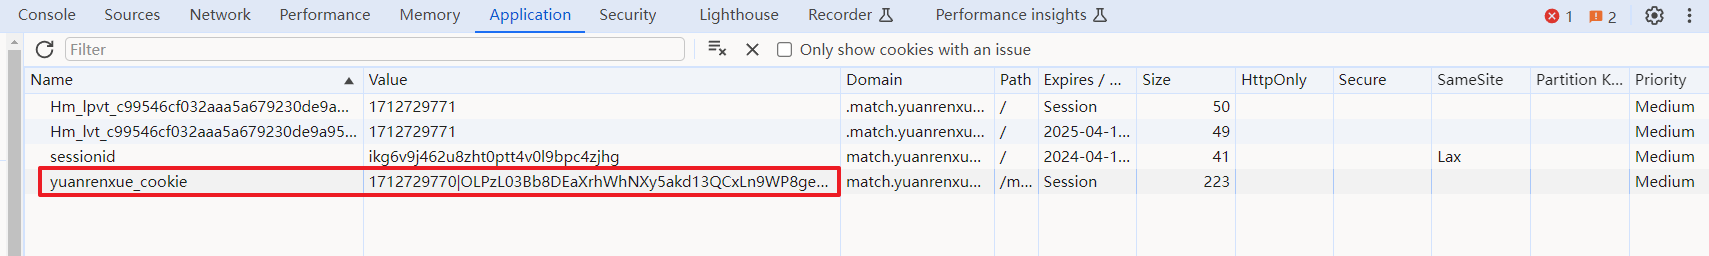 Console Sources Network Performance Memory Application Security Lighthouse Recorder Performance insights 1 2
Filter Only show cookies with an issue
Name Value Domain Path Expires / ... Size HttpOnly Secure SameSite Partition K... Priority
Hm_lpvt_c99546cf032aaa5a679230de9a... 1712729771 .match.yuanrenxu... / Session 50 Medium
Hm_lvt_c99546cf032aaa5a679230de9a95... 1712729771 .match.yuanrenxu... / 2025-04-1... 49 Medium
sessionid ikg6v9j462u8zht0ptt4v0l9bpc4zjhg match.yuanrenxu... / 2024-04-1... 41 Lax Medium
yuanrenxue_cookie 1712729770|OLPzL03Bb8DEaXrhWhNXy5akd13QCxLn9WP8ge... match.yuanrenxu... /m... Session 223 Medium